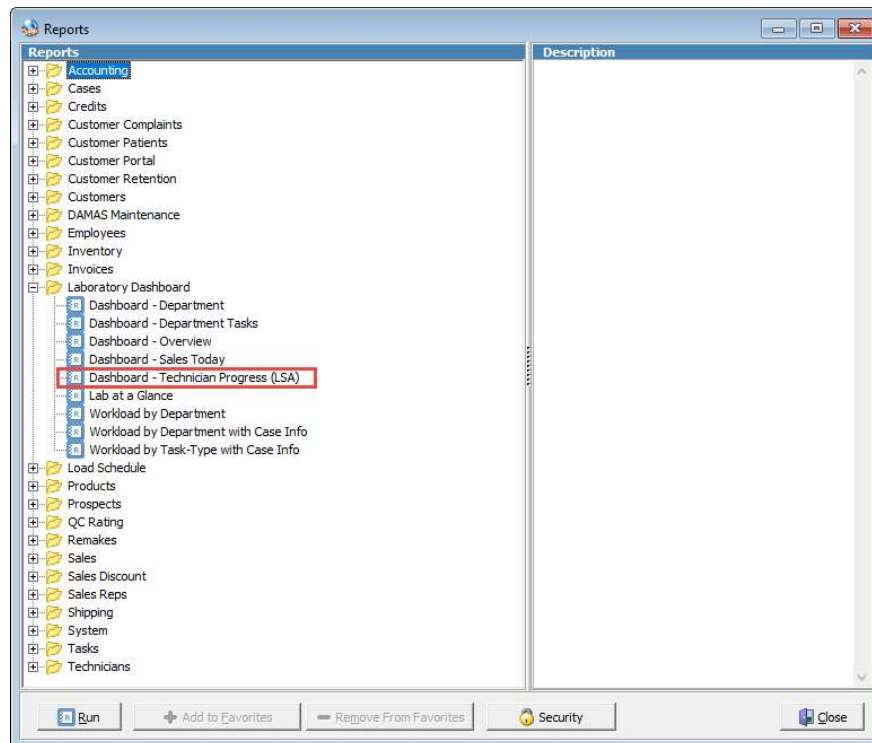 Reports
Reports
Description
Accounting
Cases
Credits
Customer Complaints
Customer Patients
Customer Portal
Customer Retention
Customers
DAMAS Maintenance
Employees
Inventory
Invoices
Laboratory Dashboard
Dashboard - Department
Dashboard - Department Tasks
Dashboard - Overview
Dashboard - Sales Today
Dashboard - Technician Progress (LSA)
Lab at a Glance
Workload by Department
Workload by Department with Case Info
Workload by Task-Type with Case Info
Load Schedule
Products
Prospects
QC Rating
Remakes
Sales
Sales Discount
Sales Reps
Shipping
System
Tasks
Technicians
Run Add to Favorites Remove From Favorites Security Close